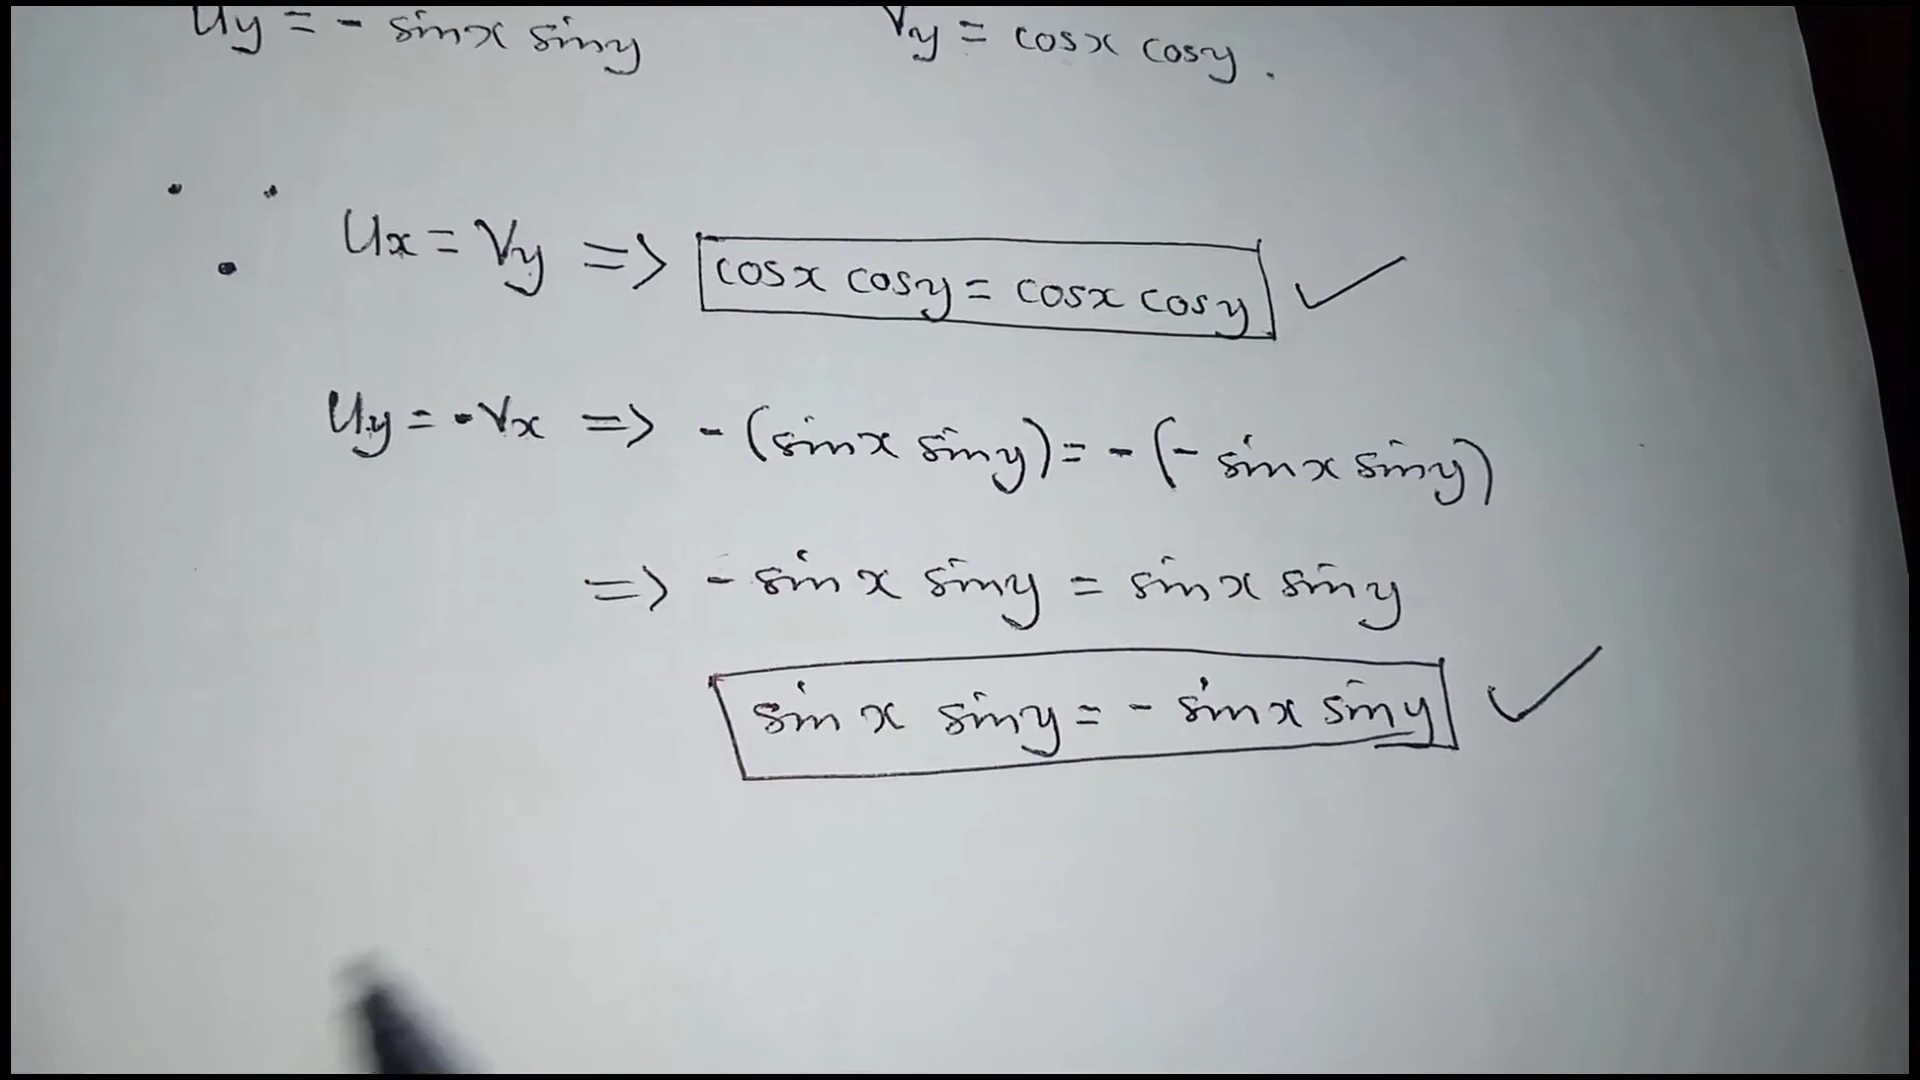 Uy = - sinx siny Vy = cosx cosy.
∴ Ux = Vy => cosx cosy = cosx cosy ✓
Uy = -Vx => - (sinx siny) = - (- sinx siny)
=> - sin x siny = sinx siny
sin x siny = - sinx siny ✓